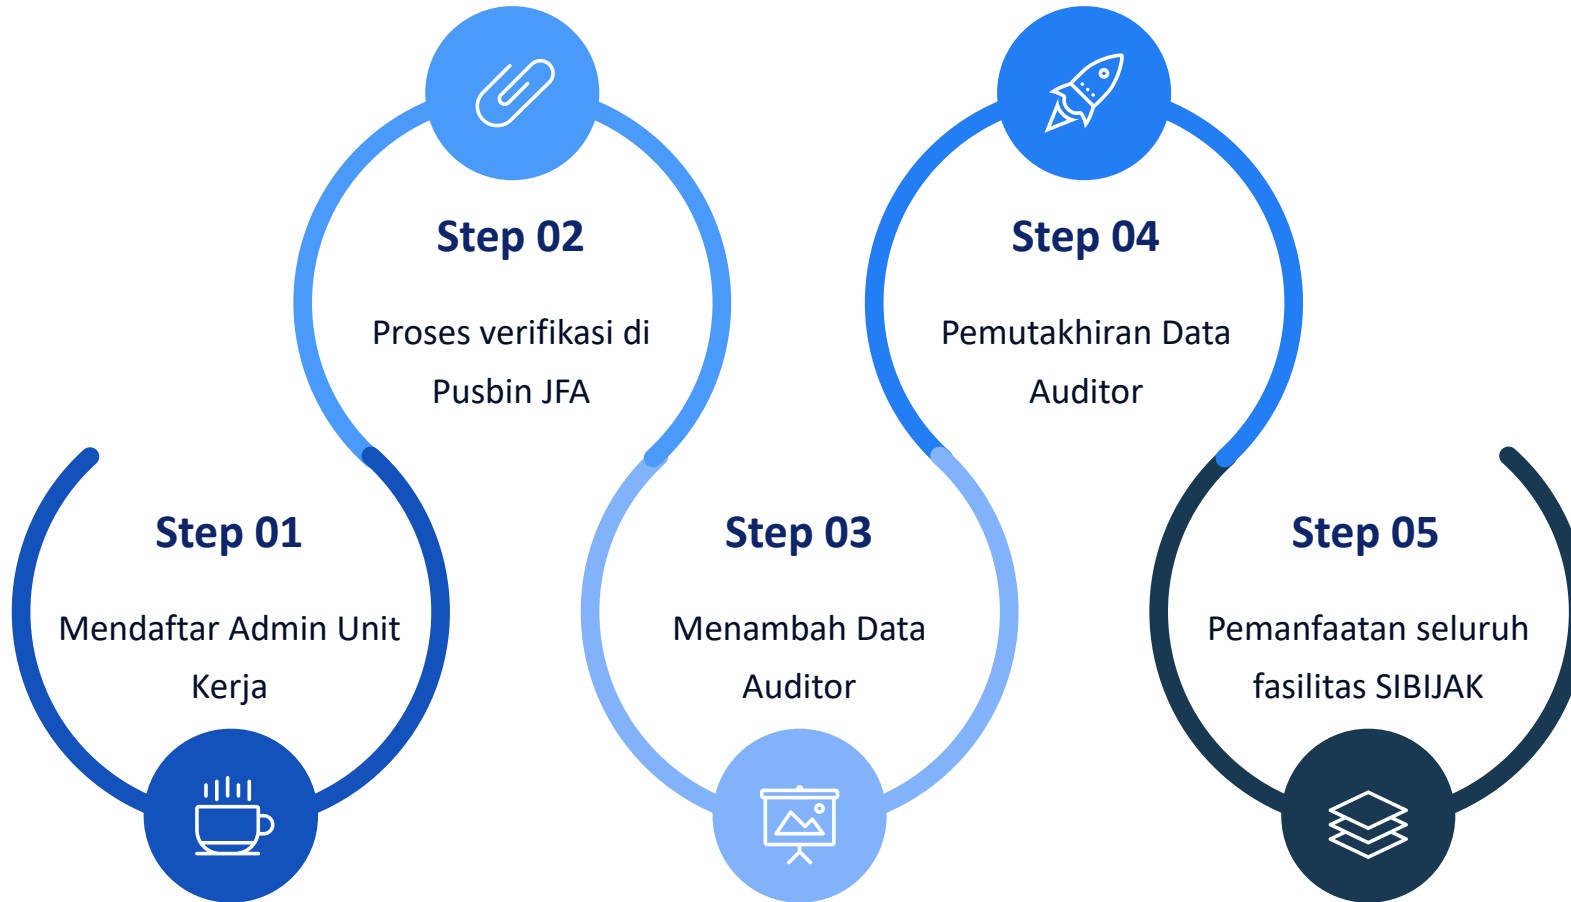 Step 01
Mendaftar Admin Unit
Kerja
Step 02
Proses verifikasi di
Pusbin JFA
Step 03
Menambah Data
Auditor
Step 04
Pemutakhiran Data
Auditor
Step 05
Pemanfaatan seluruh
fasilitas SIBIJAK